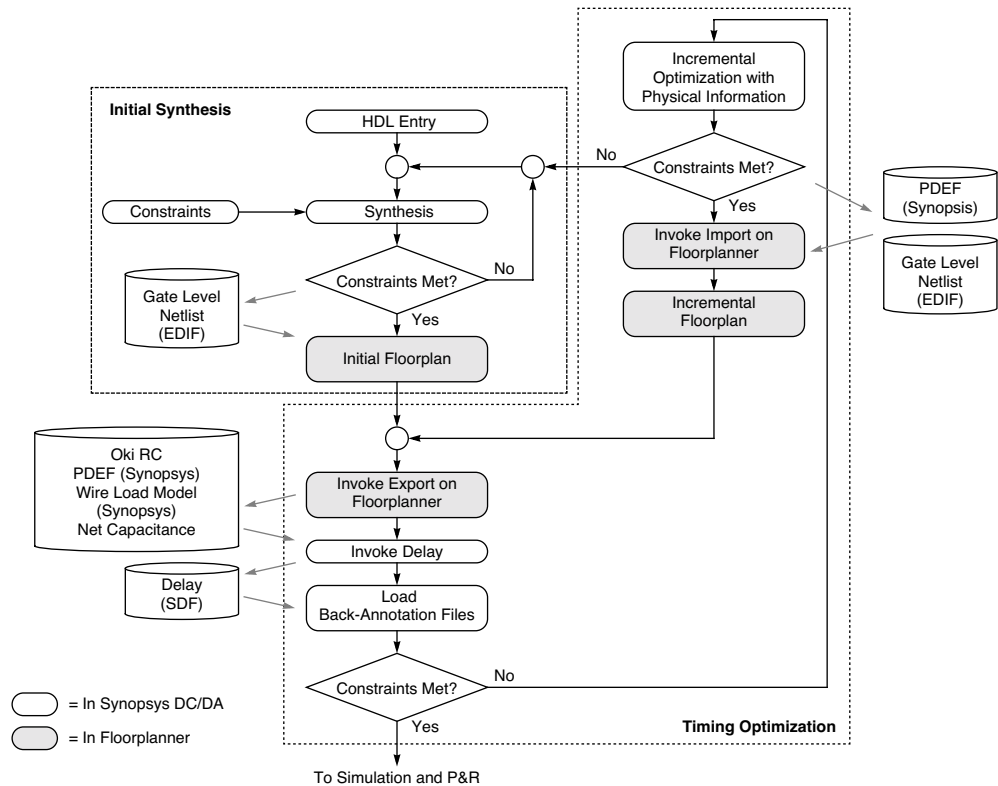 Incremental
Optimization with
Physical Information
Initial Synthesis
HDL Entry
No
Constraints Met?
Yes
PDEF
(Synopsis)
Constraints
Synthesis
Invoke Import on
Floorplanner
Gate Level
Netlist
(EDIF)
Constraints Met?
No
Yes
Gate Level
Netlist
(EDIF)
Incremental
Floorplan
Initial Floorplan
Oki RC
PDEF (Synopsys)
Wire Load Model
(Synopsys)
Net Capacitance
Invoke Export on
Floorplanner
Invoke Delay
Delay
(SDF)
Load
Back-Annotation Files
Constraints Met?
No
Yes
= In Synopsys DC/DA
= In Floorplanner
Timing Optimization
To Simulation and P&R